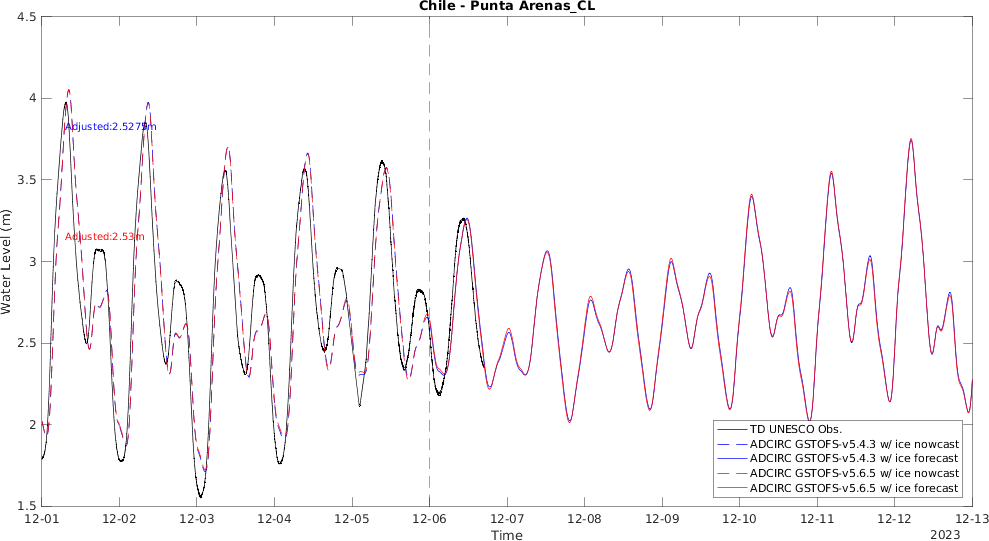 Chile - Punta Arenas_CL
4.5
4
3.5
3
2.5
2
1.5
Water Level (m)
Adjusted:2.5275m
Adjusted:2.53m
TD UNESCO Obs.
ADCIRC GSTOFS-v5.4.3 w/ ice nowcast
ADCIRC GSTOFS-v5.4.3 w/ ice forecast
ADCIRC GSTOFS-v5.6.5 w/ ice nowcast
ADCIRC GSTOFS-v5.6.5 w/ ice forecast
12-01 12-02 12-03 12-04 12-05 12-06 12-07 12-08 12-09 12-10 12-11 12-12 12-13
Time
2023